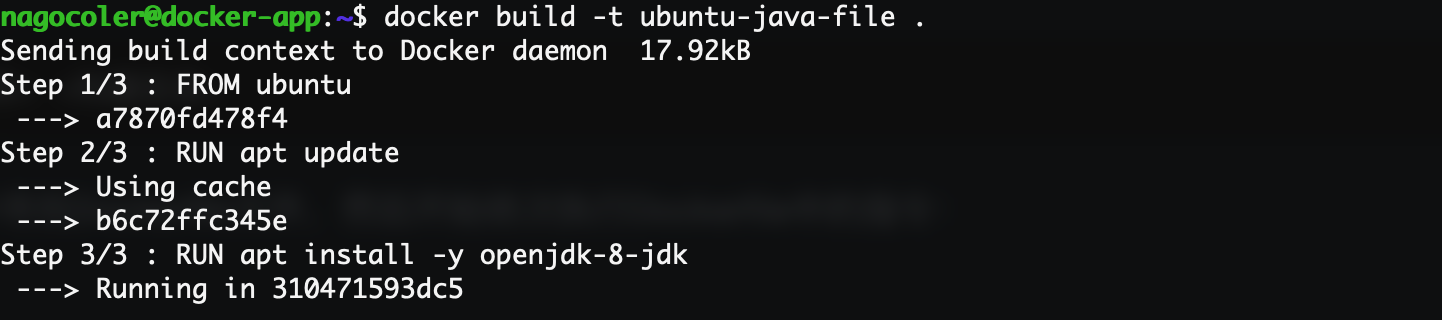 nagocoler@docker-app:~$ docker build -t ubuntu-java-file .
Sending build context to Docker daemon  17.92kB
Step 1/3 : FROM ubuntu
 ---> a7870fd478f4
Step 2/3 : RUN apt update
 ---> Using cache
 ---> b6c72ffc345e
Step 3/3 : RUN apt install -y openjdk-8-jdk
 ---> Running in 310471593dc5